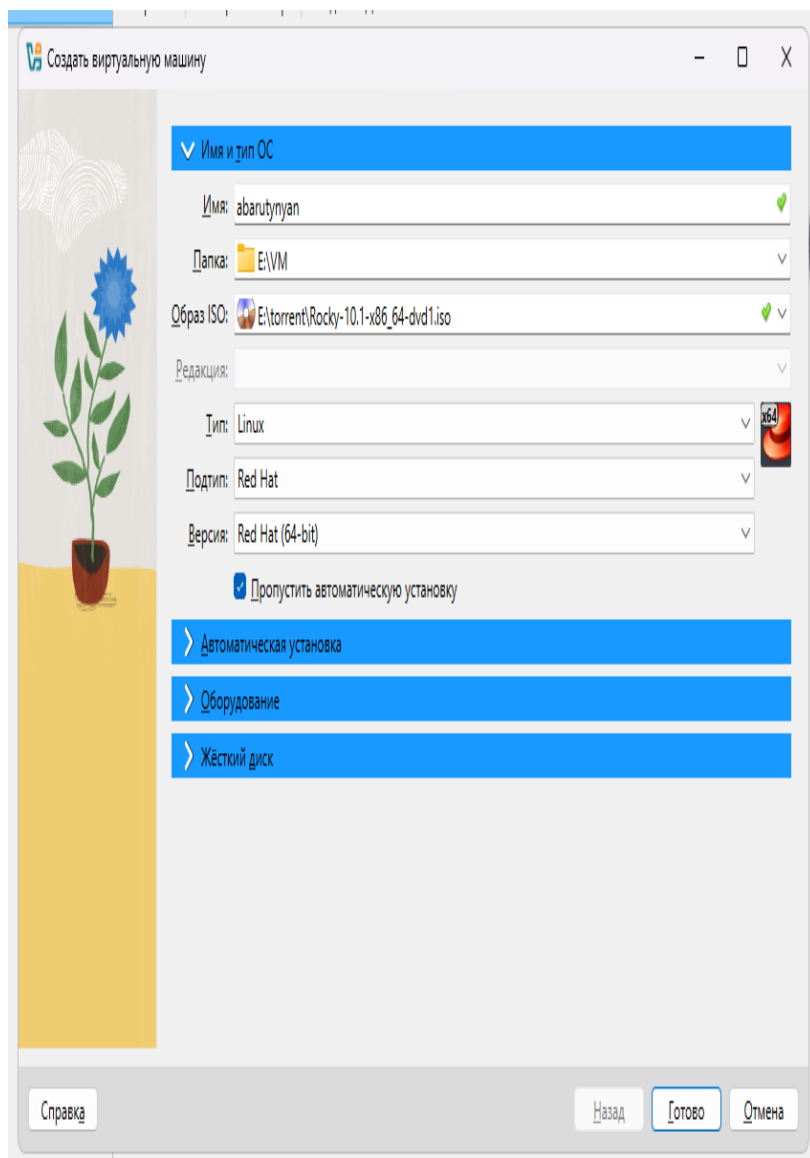 Создать виртуальную машину
Имя и тип ОС
Имя: abarutynyan
Папка: E:\VM
Образ ISO: E:\torrent\Rocky-10.1-x86_64-dvd1.iso
Редакция:
Тип: Linux
x64
Подтип: Red Hat
Версия: Red Hat (64-bit)
Пропустить автоматическую установку
Автоматическая установка
Оборудование
Жёсткий диск
Справка Назад Готово Отмена